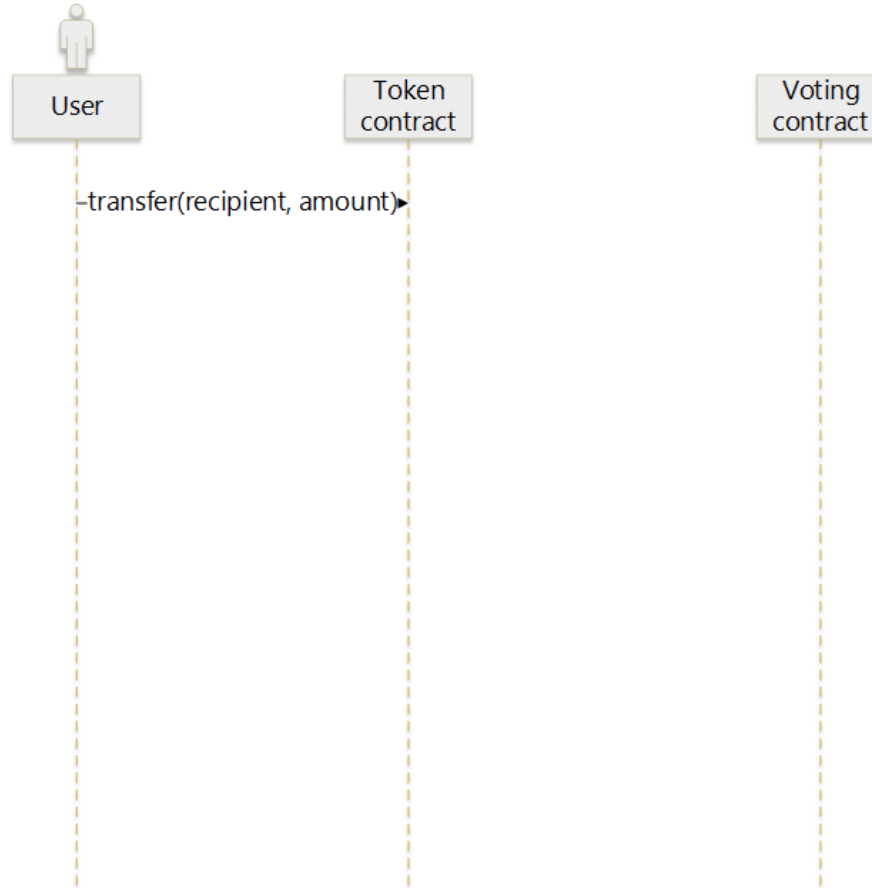 User
Token
contract
Voting
contract
transfer(recipient, amount)